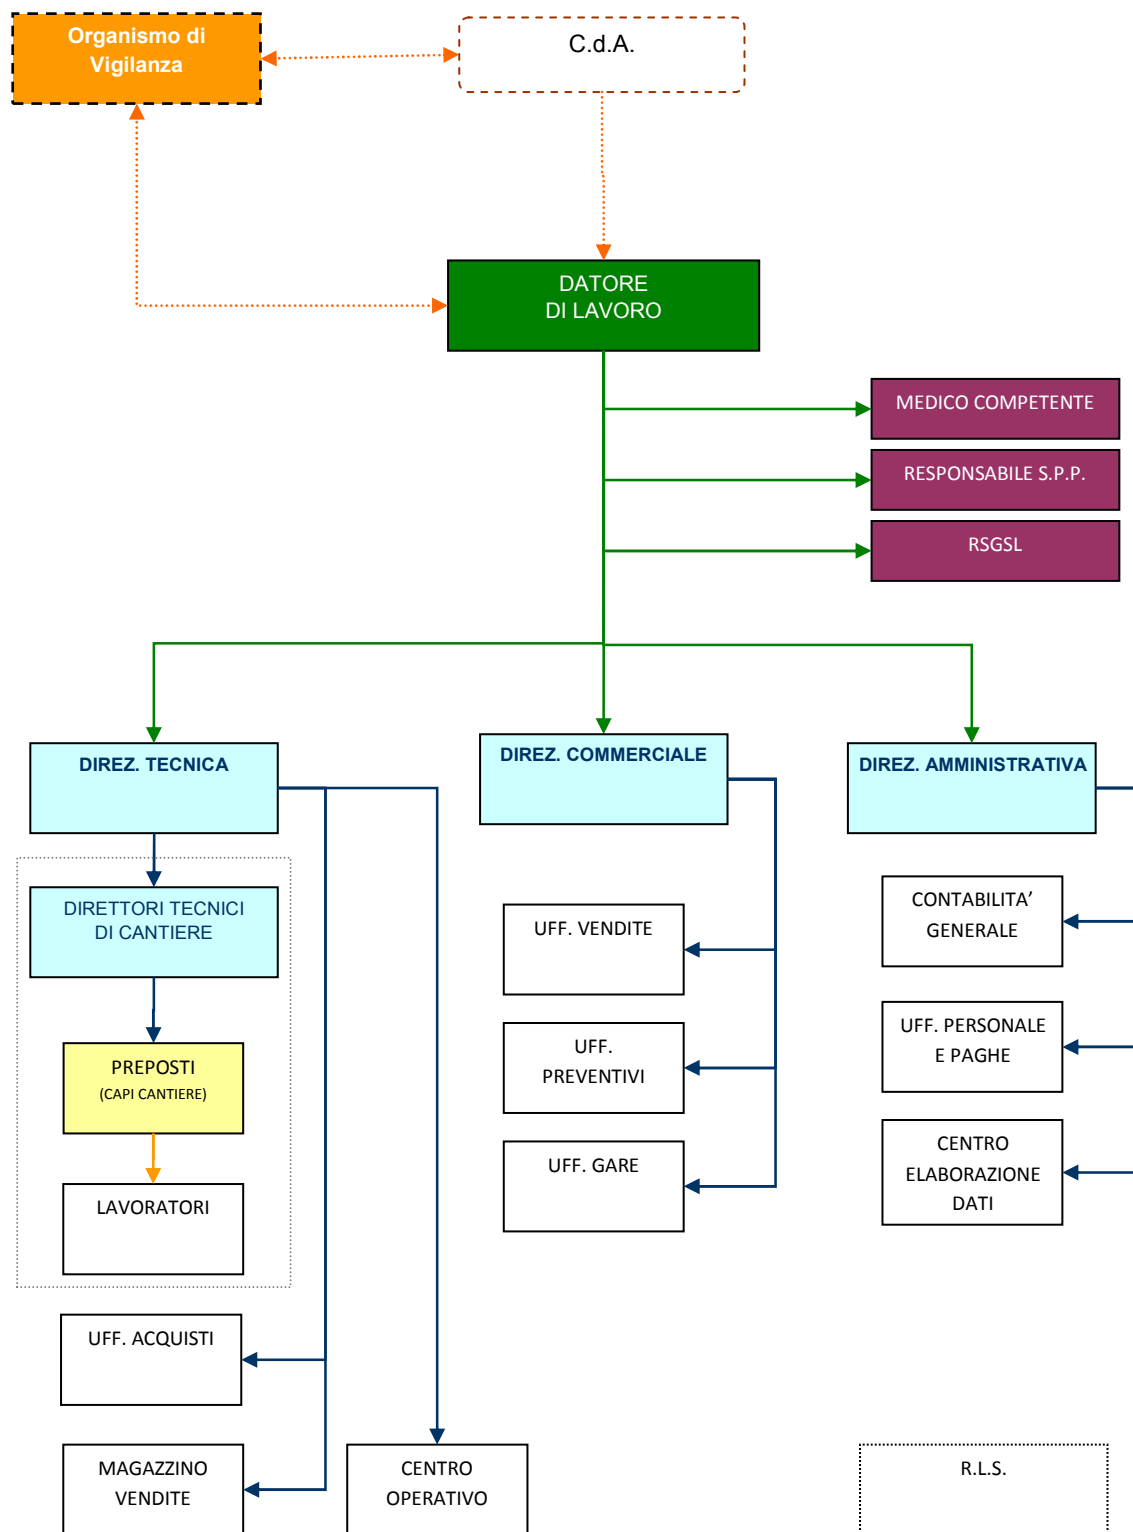 Organismo di
Vigilanza
C.d.A.
DATORE
DI LAVORO
MEDICO COMPETENTE
RESPONSABILE S.P.P.
RSGSL
DIREZ. TECNICA
DIREZ. COMMERCIALE
DIREZ. AMMINISTRATIVA
DIRETTORI TECNICI
DI CANTIERE
PREPOSTI
(CAPI CANTIERE)
LAVORATORI
UFF. VENDITE
UFF.
PREVENTIVI
UFF. GARE
CONTABILITA’
GENERALE
UFF. PERSONALE
E PAGHE
CENTRO
ELABORAZIONE
DATI
UFF. ACQUISTI
MAGAZZINO
VENDITE
CENTRO
OPERATIVO
R.L.S.